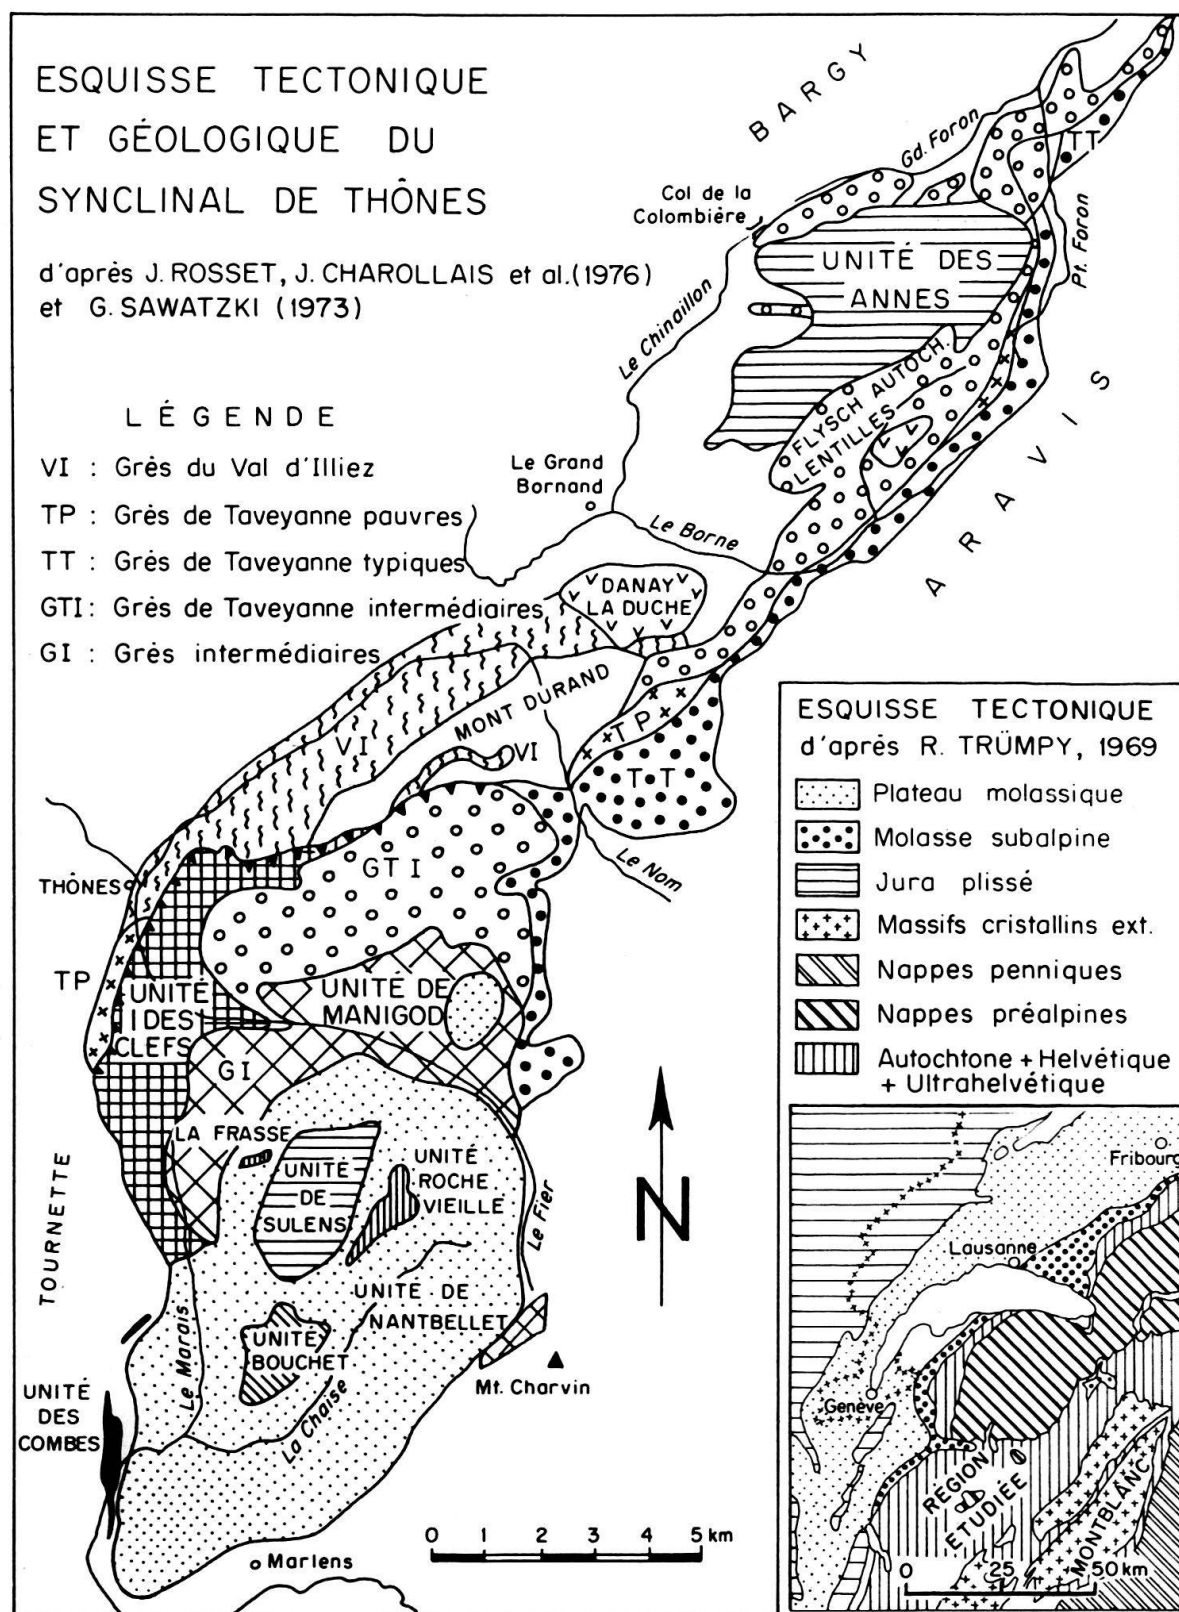 ESQUISSE TECTONIQUE
ET GÉOLOGIQUE DU
SYNCLINAL DE THÔNES
d'après J. ROSSET, J. CHAROLLAIS et al. (1976)
et G. SAWATZKI (1973)
LÉGENDE
VI : Grès du Val d'Illiez
TP : Grès de Taveyanne pauvres
TT : Grès de Taveyanne typiques
GTI : Grès de Taveyanne intermédiaires
GI : Grès intermédiaires
BARGY
Gd. Foron
TT
Col de la
Colombière
Pt. Foron
UNITÉ DES
ANNES
Le Chinaillon
FLYSCH AUTOCH.
LENTILLES
ARAVIS
Le Grand
Bornand
Le Borne
DANAY
LA DUCHE
MONT DURAND
VI
VI
TP
TT
GTI
Le Nom
THÔNES
TP
UNITÉ
DES
CLEFS
UNITÉ DE
MANIGOD
GI
LA FRASSE
UNITÉ
DE
SULENS
UNITÉ
ROCHE
VIEILLE
Le Fier
TOURNETTE
UNITÉ DE
NANTBELLET
Le Marais
UNITÉ
BOUCHET
La Chaise
Mt. Charvin
UNITÉ
DES
COMBES
Marlens
N
0 1 2 3 4 5 km
ESQUISSE TECTONIQUE
d'après R. TRÜMPY, 1969
Plateau molassique
Molasse subalpine
Jura plissé
Massifs cristallins ext.
Nappes penniques
Nappes préalpines
Autochtone + Helvétique
+ Ultrahelvétique
Fribourg
Lausanne
Genève
REGION
ETUDIÉE
MONTBLANC
0 25 50 km